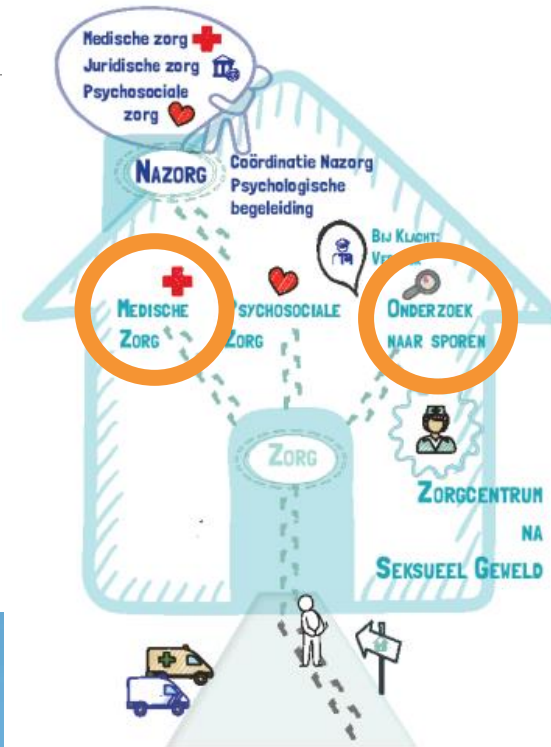 Medische zorg
Juridische zorg
Psychosociale
zorg
NAZORG
Coördinatie Nazorg
Psychologische
begeleiding
BIJ KLACHT:
MEDISCHE
ZORG
PSYCHOSOCIALE
ZORG
ONDERZOEK
NAAR SPOREN
ZORG
ZORGCENTRUM
NA
SEKSUEEL GEWELD